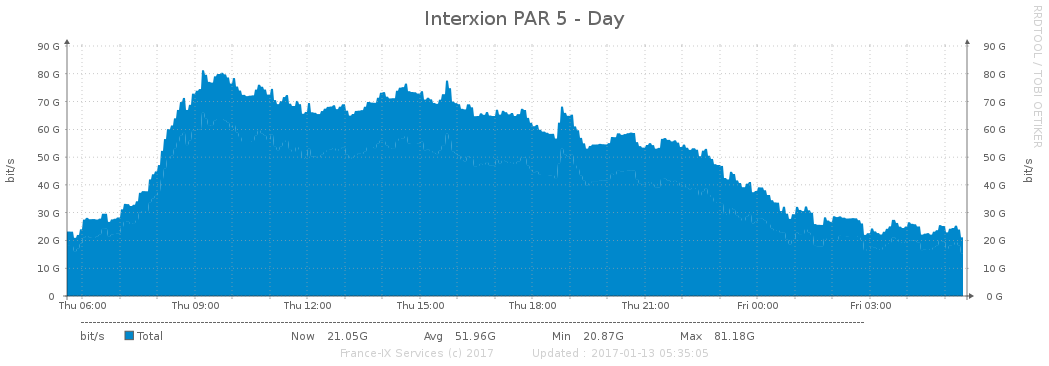 Interxion PAR 5 - Day
RRDTOOL / TOBI OETIKER
bit/s
90 G 90 G
80 G 80 G
70 G 70 G
60 G 60 G
50 G 50 G
40 G 40 G
30 G 30 G
20 G 20 G
10 G 10 G
0 0 G
bit/s
Thu 06:00 Thu 09:00 Thu 12:00 Thu 15:00 Thu 18:00 Thu 21:00 Fri 00:00 Fri 03:00
bit/s Total Now 21.05G Avg 51.96G Min 20.87G Max 81.18G
France-IX Services (c) 2017 Updated : 2017-01-13 05:35:05